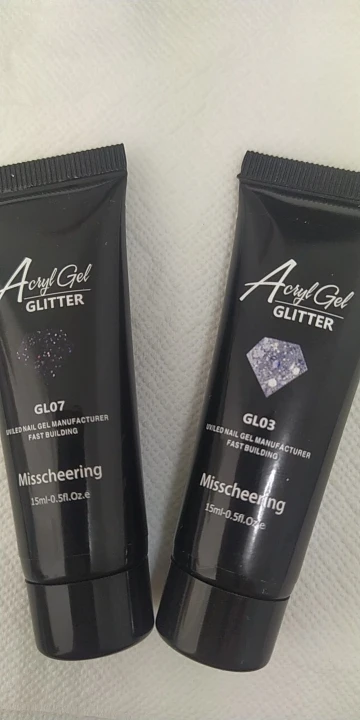 Acryl Gel
GLITTER
GL07
UV/LED NAIL GEL MANUFACTURER
FAST BUILDING
Misscheering
15ml-0.5fl.Oz.e
Acryl Gel
GLITTER
GL03
UV/LED NAIL GEL MANUFACTURER
FAST BUILDING
Misscheering
15ml-0.5fl.Oz.e